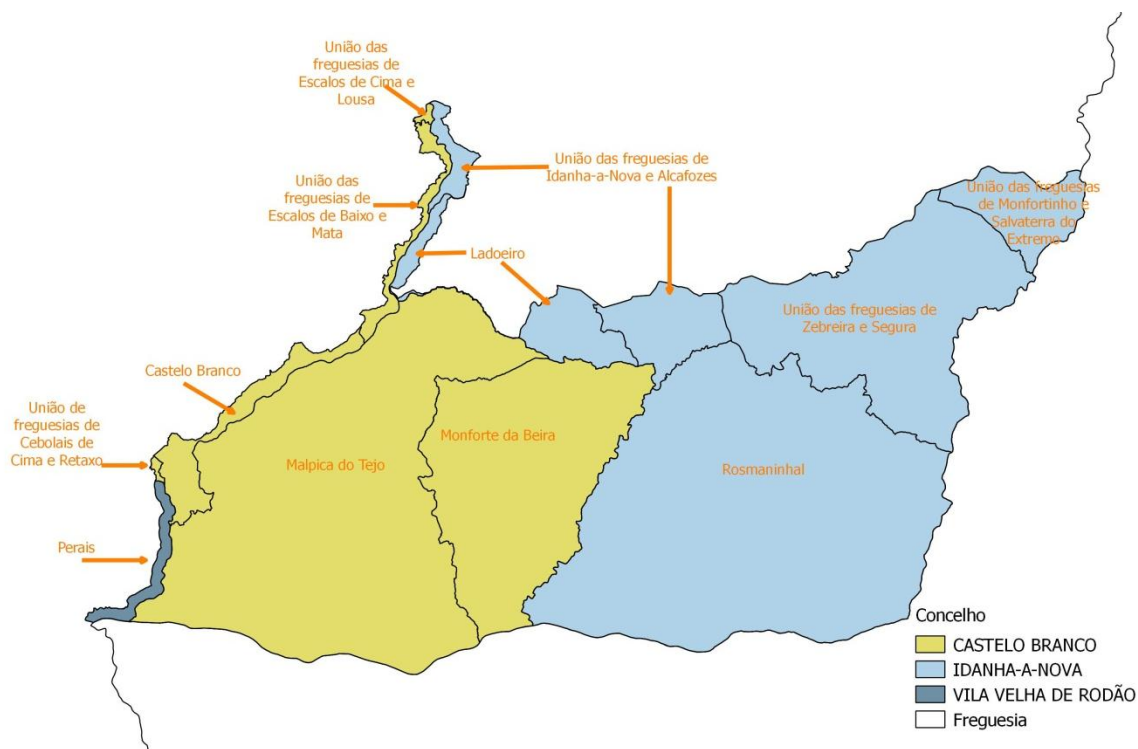 União das
freguesias de
Escalos de Cima e
Lousa
União das freguesias de
Idanha-a-Nova e Alcafozes
União das freguesias
de Monfortinho e
Salvaterra do
Extremo
União das
freguesias de
Escalos de Baixo e
Mata
Ladoeiro
União das freguesias de
Zebreira e Segura
Castelo Branco
União de
freguesias de
Cebolais de
Cima e Retaxo
Monforte da Beira
Malpica do Tejo
Rosmaninhal
Perais
Concelho
CASTELO BRANCO
IDANHA-A-NOVA
VILA VELHA DE RODÃO
Freguesia